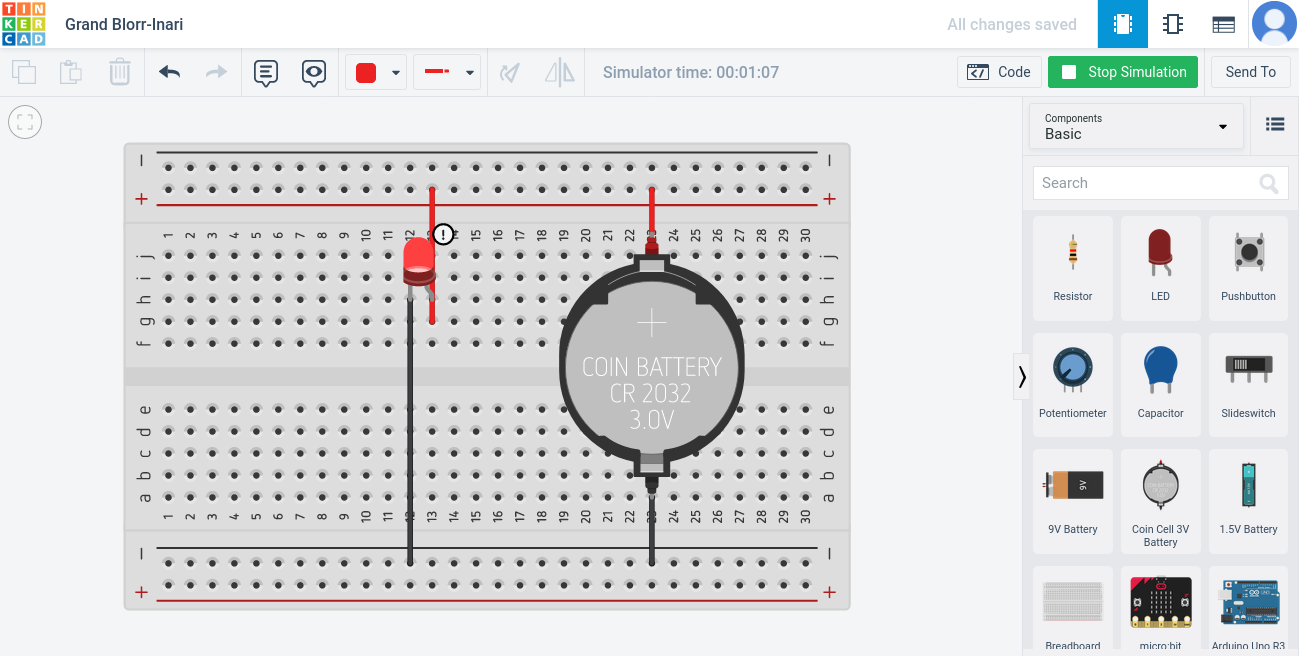 TIN
KER
CAD
Grand Blorr-Inari
All changes saved
Simulator time: 00:01:07
Code
Stop Simulation
Send To
Components
Basic
Search
Resistor
LED
Pushbutton
Potentiometer
Capacitor
Slideswitch
9V
9V Battery
Coin Cell 3V
Battery
1.5V Battery
Breadboard
micro:bit
Arduino Uno R3
− −
+ +
1 2 3 4 5 6 7 8 9 10 11 12 14 15 16 17 18 19 20 21 22 24 25 26 27 28 29 30
j j
i i
h h
g g
f f
COIN BATTERY
CR 2032
3.0V
e e
d d
c c
b b
a a
1 2 3 4 5 6 7 8 9 10 11 12 13 14 15 16 17 18 19 20 21 22 23 24 25 26 27 28 29 30
− −
+ +